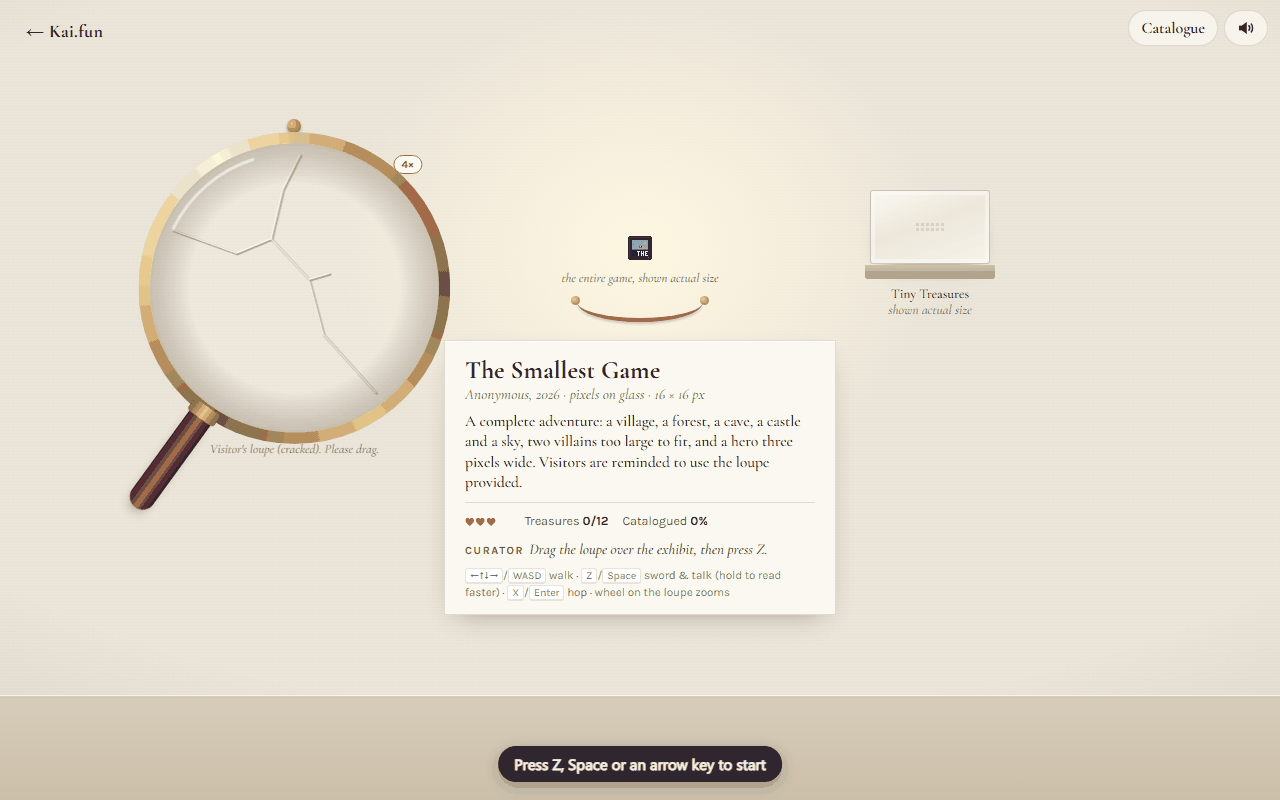 ← Kai.fun
Catalogue
4×
THE
the entire game, shown actual size
Tiny Treasures
shown actual size
The Smallest Game
Anonymous, 2026 · pixels on glass · 16 × 16 px
A complete adventure: a village, a forest, a cave, a castle
and a sky, two villains too large to fit, and a hero three
pixels wide. Visitors are reminded to use the loupe
provided.
Visitor's loupe (cracked). Please drag.
Treasures 0/12 Catalogued 0%
CURATOR Drag the loupe over the exhibit, then press Z.
←↑↓→/WASD walk · Z/Space sword & talk (hold to read
faster) · X/Enter hop · wheel on the loupe zooms
Press Z, Space or an arrow key to start